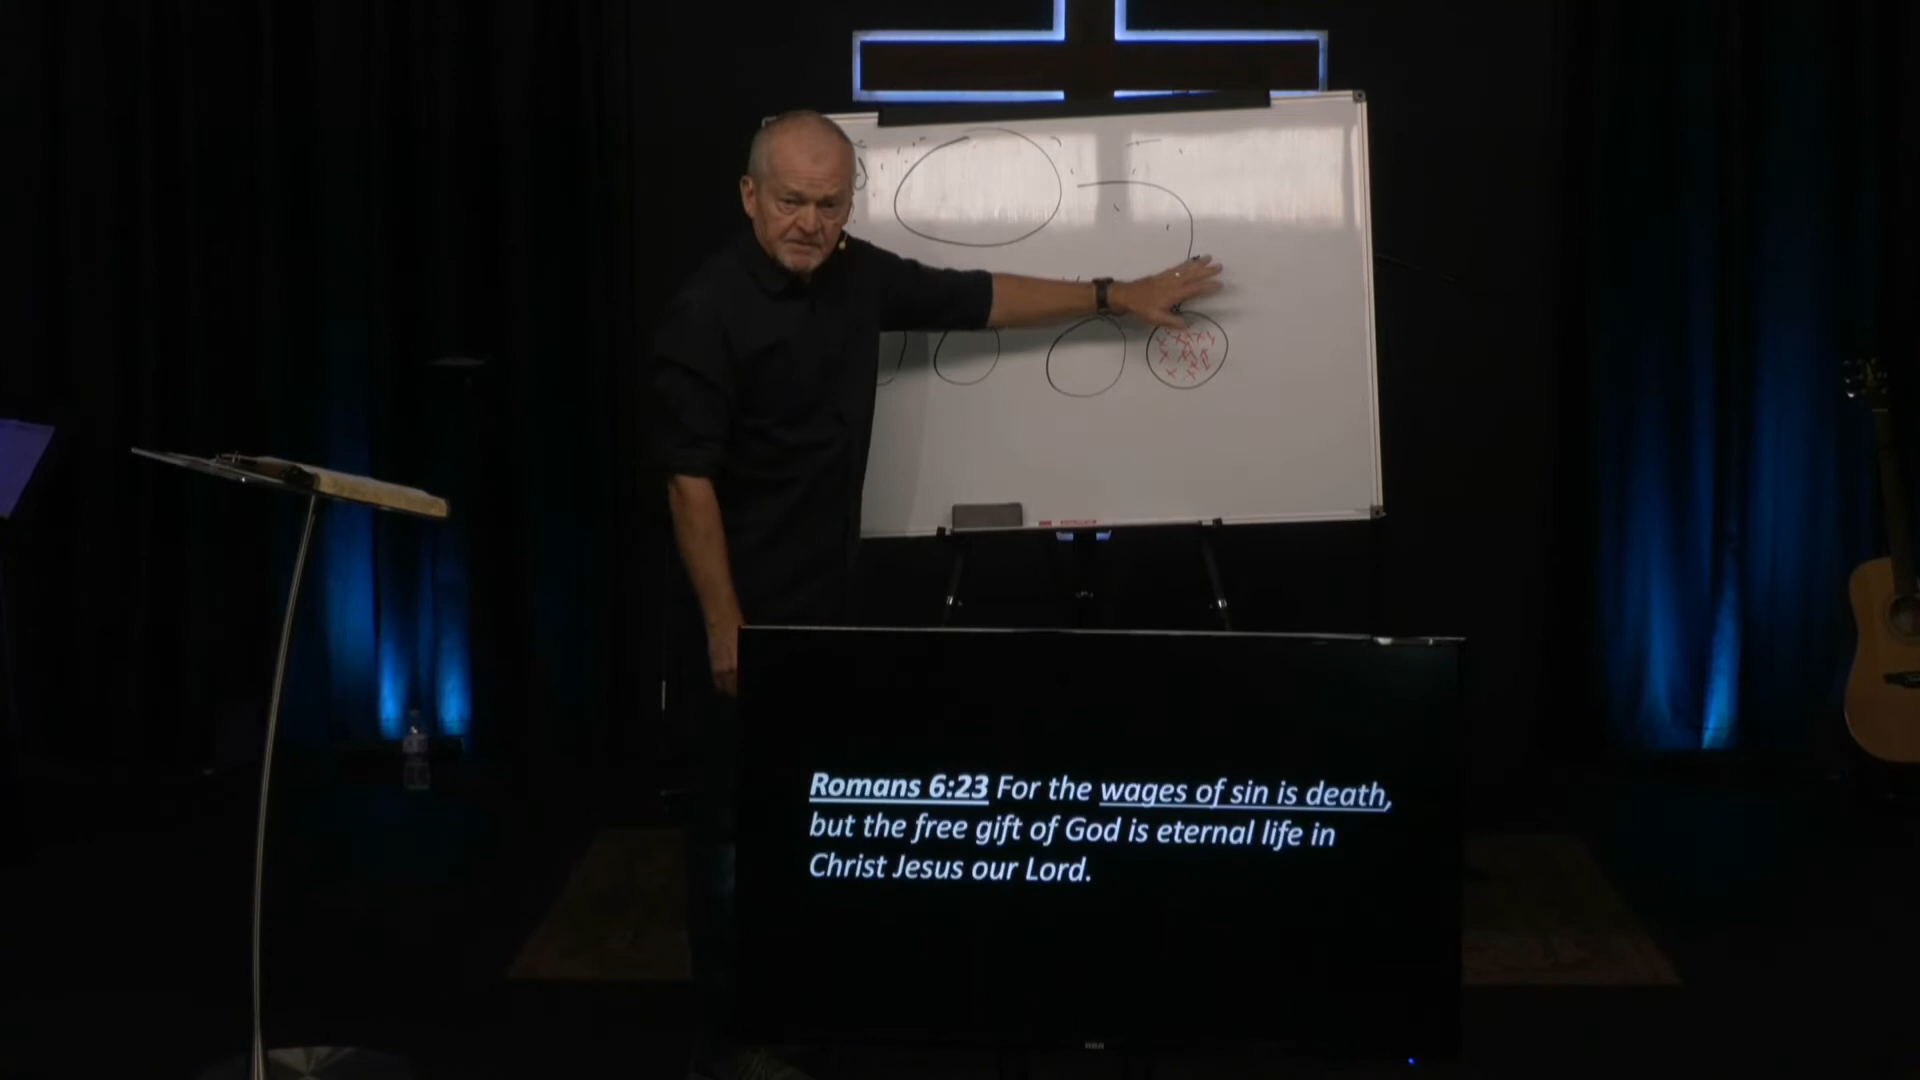 Romans 6:23 For the wages of sin is death,
but the free gift of God is eternal life in
Christ Jesus our Lord.
RCA